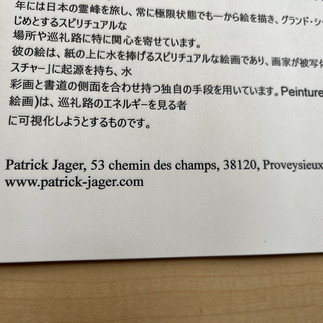 年には日本の霊峰を旅し、常に極限状態でも一から絵を描き、グランド・シ
じめとするスピリチュアルな
場所や巡礼路に特に関心を寄せています。
彼の絵は、紙の上に水を捧げるスピリチュアルな絵画であり、画家が被写体
スチャー」に起源を持ち、水
彩画と書道の側面を合わせ持つ独自の手段を用いています。Peinture
絵画)は、巡礼路のエネルギーを見る者
に可視化しようとするものです。
Patrick Jager, 53 chemin des champs, 38120, Proveysieux
www.patrick-jager.com